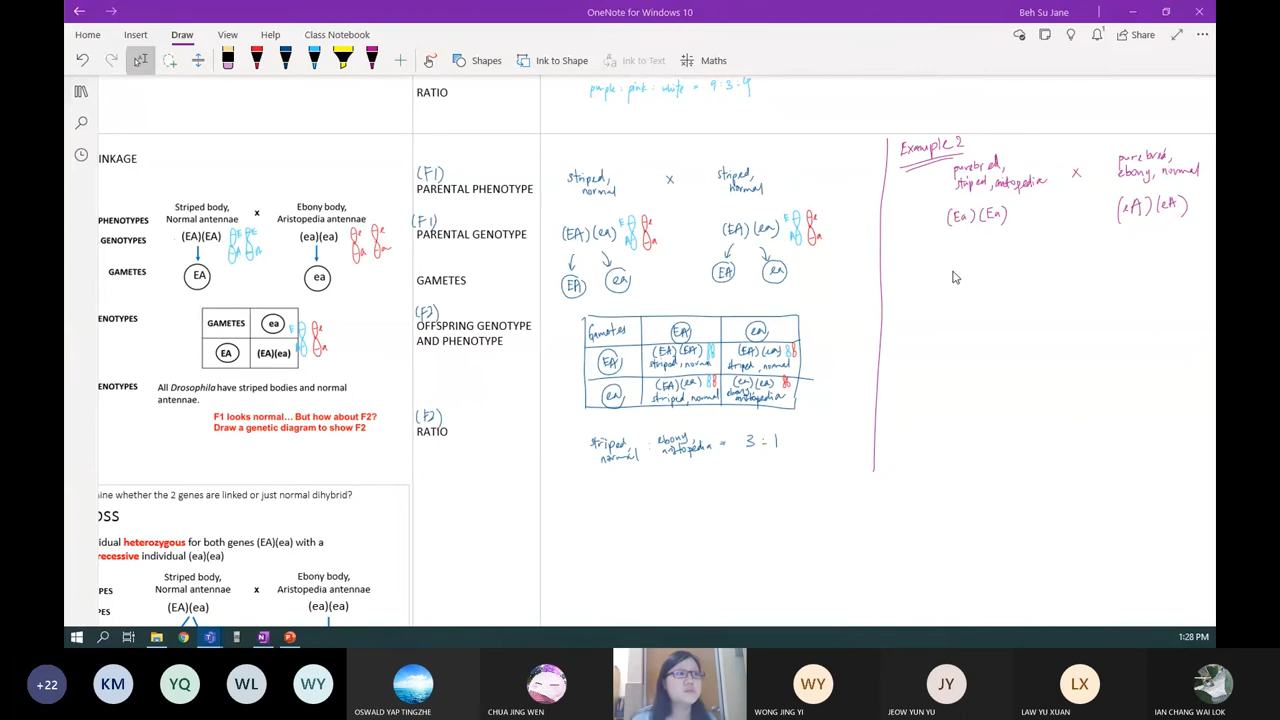 OneNote for Windows 10
Beh Su Jane
Home
Insert
Draw
View
Help
Class Notebook
Share
Shapes
Ink to Shape
Ink to Text
Maths
RATIO
purple : pink : white = 9 : 3 : 4
INKAGE
PHENOTYPES
Striped body,
Normal antennae
x
Ebony body,
Aristopedia antennae
GENOTYPES
(EA)(EA)
E E
A A
(ea)(ea)
e e
a a
GAMETES
EA
ea
ENOTYPES
GAMETES
ea
EA
(EA)(ea)
E e
A a
ENOTYPES
All Drosophila have striped bodies and normal
antennae.
F1 looks normal... But how about F2?
Draw a genetic diagram to show F2
(F1)
PARENTAL PHENOTYPE
striped,
normal
x
striped,
normal
(F1)
PARENTAL GENOTYPE
(EA)(ea)
E e
A a
(EA)(ea)
E e
A a
GAMETES
EA
ea
EA
ea
(F2)
OFFSPRING GENOTYPE
AND PHENOTYPE
Gametes
EA
ea
EA
(EA)(EA)
striped, normal
(EA)(ea)
striped, normal
ea
(EA)(ea)
striped, normal
(ea)(ea)
ebony,
aristopedia
(F2)
RATIO
striped,
normal
:
ebony,
aristopedia
= 3 : 1
Example 2
purebred,
striped, aristopedia
x
purebred,
ebony, normal
(Ea)(Ea)
(eA)(eA)
mine whether the 2 genes are linked or just normal dihybrid?
OSS
idual heterozygous for both genes (EA)(ea) with a
recessive individual (ea)(ea)
PES
Striped body,
Normal antennae
x
Ebony body,
Aristopedia antennae
PES
(EA)(ea)
(ea)(ea)
1:28 PM
+22
KM
YQ
WL
WY
OSWALD YAP TINGZHE
CHUA JING WEN
WY
WONG JING YI
JY
JEOW YUN YU
LX
LAW YU XUAN
IAN CHANG WAI LOK